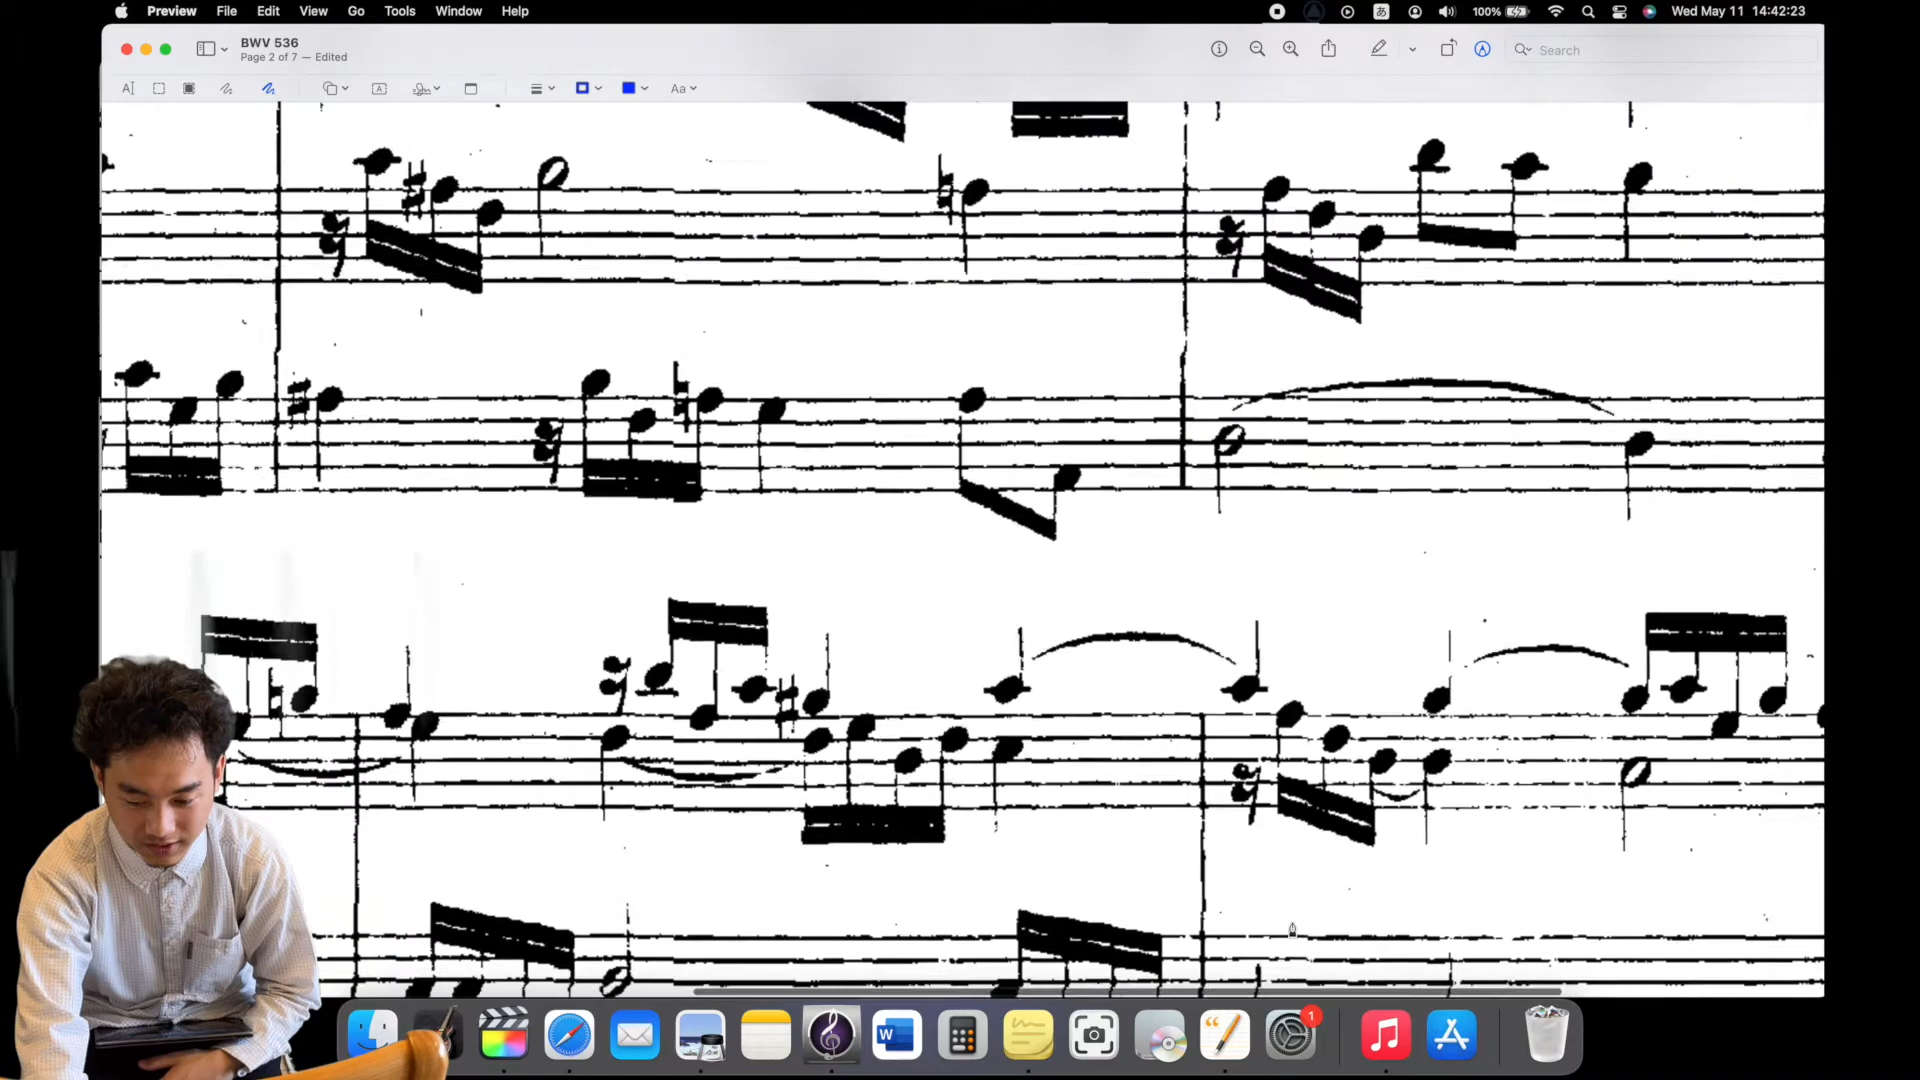 Preview File Edit View Go Tools Window Help
あ 100% Wed May 11 14:42:23
BWV 536
Page 2 of 7 — Edited
Search
A A Aa
W
1